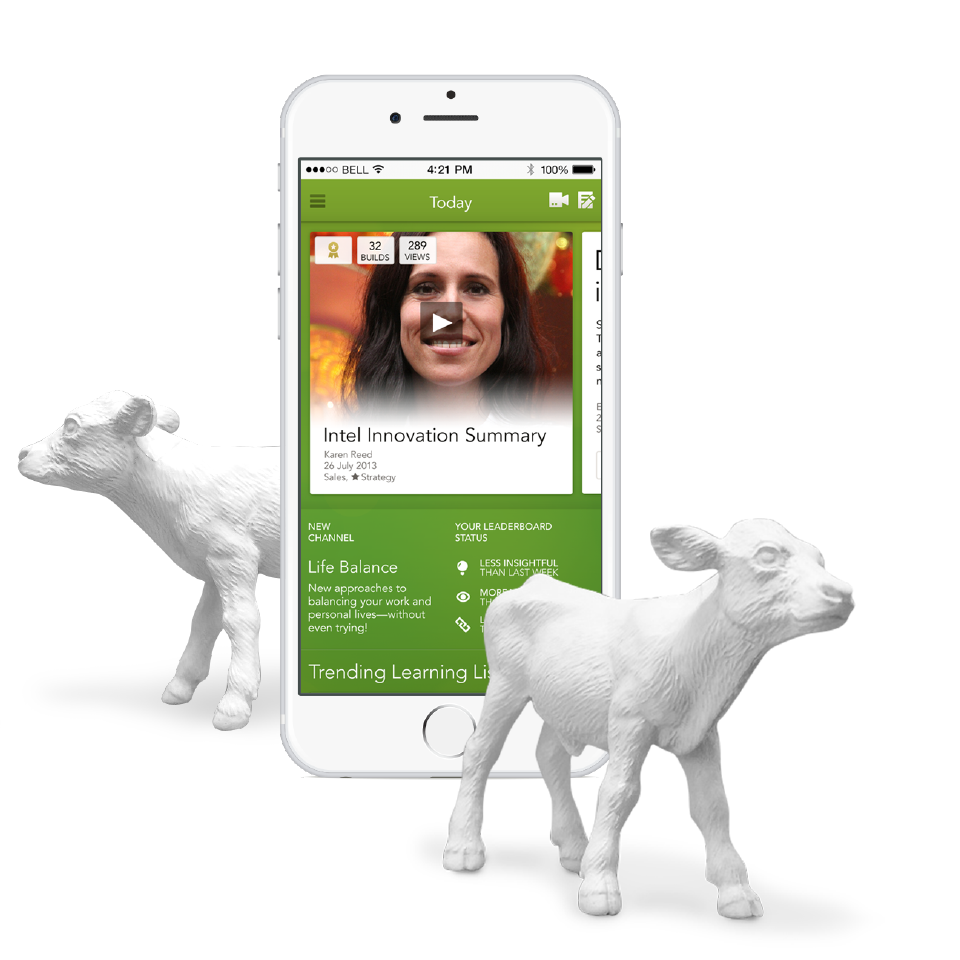 BELL
4:21 PM
100%
Today
32
BUILDS
289
VIEWS
Intel Innovation Summary
Karen Reed
26 July 2013
Sales, ★ Strategy
NEW
CHANNEL
Life Balance
New approaches to
balancing your work and
personal lives—without
even trying!
YOUR LEADERBOARD
STATUS
LESS INSIGHTFUL
THAN LAST WEEK
Trending Learning